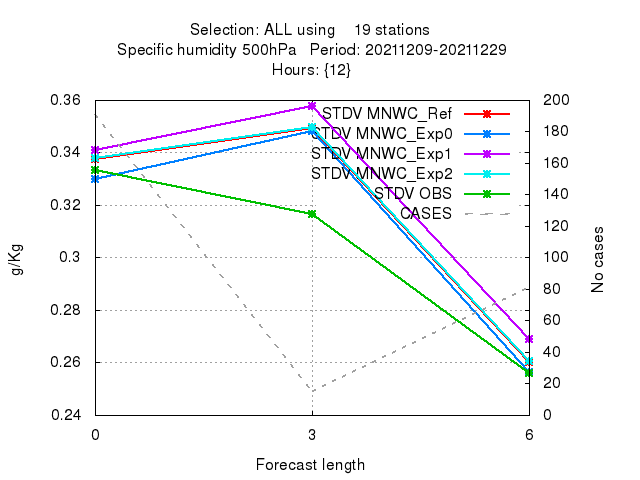 Selection: ALL using 19 stations
Specific humidity 500hPa Period: 20211209-20211229
Hours: {12}
0.36
0.34
0.32
0.3
0.28
0.26
0.24
g/Kg
STDV MNWC_Ref
STDV MNWC_Exp0
STDV MNWC_Exp1
STDV MNWC_Exp2
STDV OBS
CASES
200
180
160
140
120
100
80
60
40
20
0
No cases
0 3 6
Forecast length